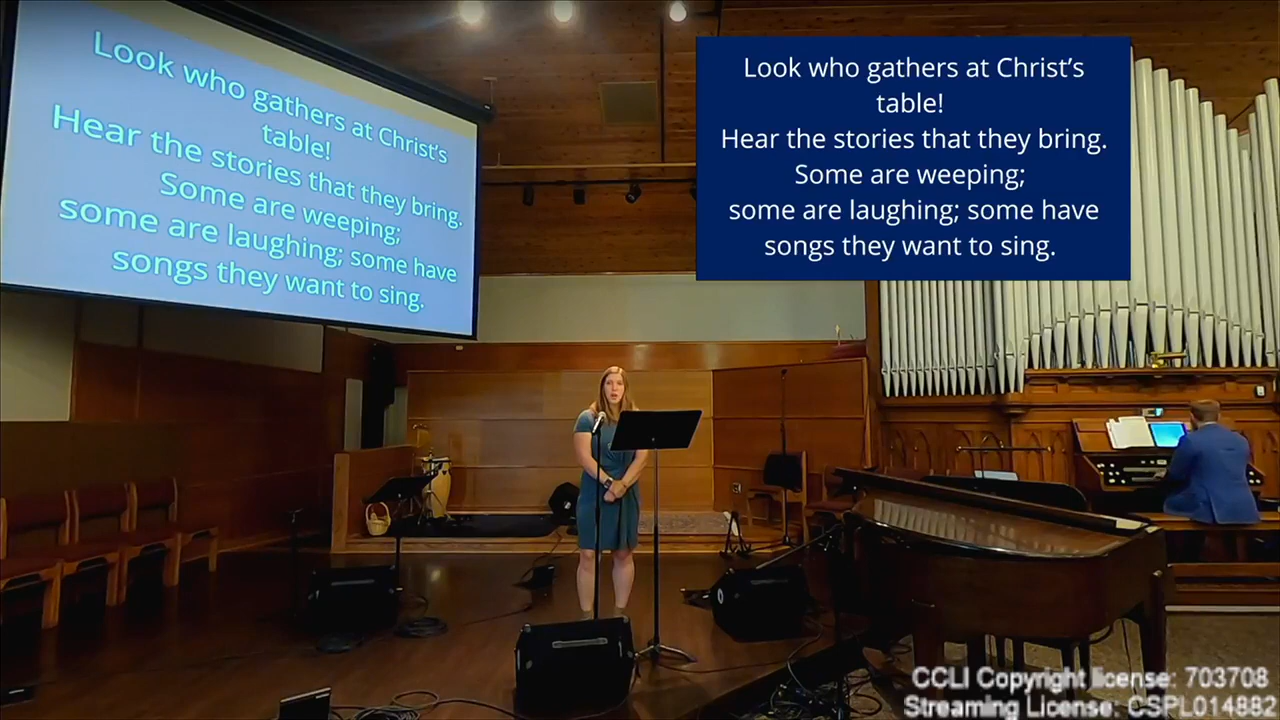 Look who gathers at Christ's
table!
Hear the stories that they bring.
Some are weeping;
some are laughing; some have
songs they want to sing.
Look who gathers at Christ’s
table!
Hear the stories that they bring.
Some are weeping;
some are laughing; some have
songs they want to sing.
CCLI Copyright license: 703708
Streaming License: CSPL014882